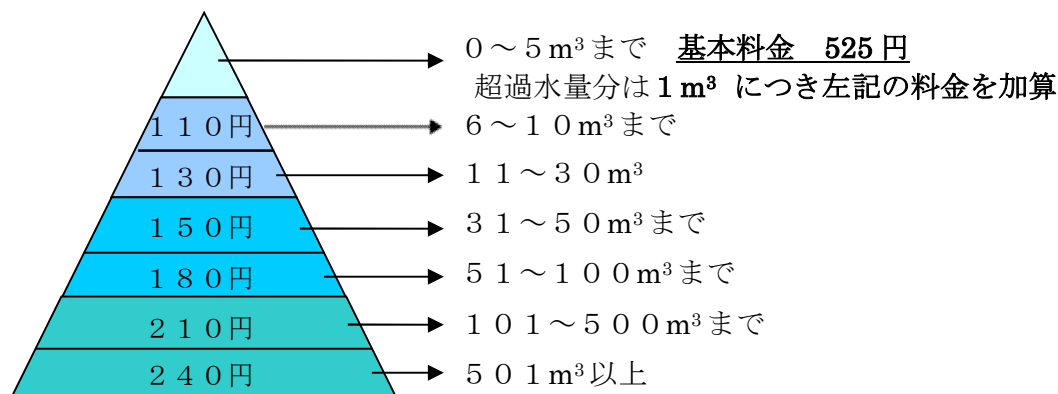 ０～５m³まで　基本料金　525円
超過水量分は１m³ につき左記の料金を加算
１１０円　６～１０m³まで
１３０円　１１～３０m³
１５０円　３１～５０m³まで
１８０円　５１～１００m³まで
２１０円　１０１～５００m³まで
２４０円　５０１m³以上